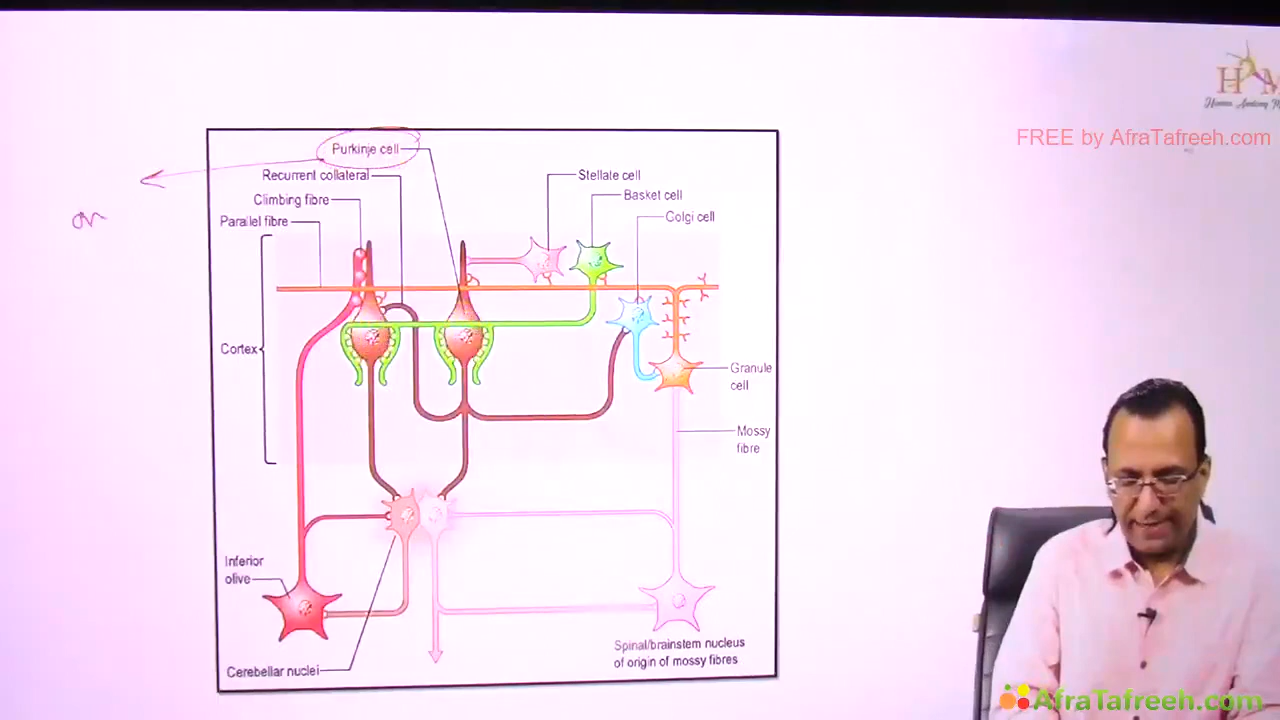 Purkinje cell
Recurrent collateral
Climbing fibre
Parallel fibre
Stellate cell
Basket cell
Golgi cell
Cortex
Granule
cell
Mossy
fibre
Inferior
olive
Cerebellar nuclei
Spinal/brainstem nucleus
of origin of mossy fibres
FREE by AfraTafreeh.com
AfraTafreeh.com